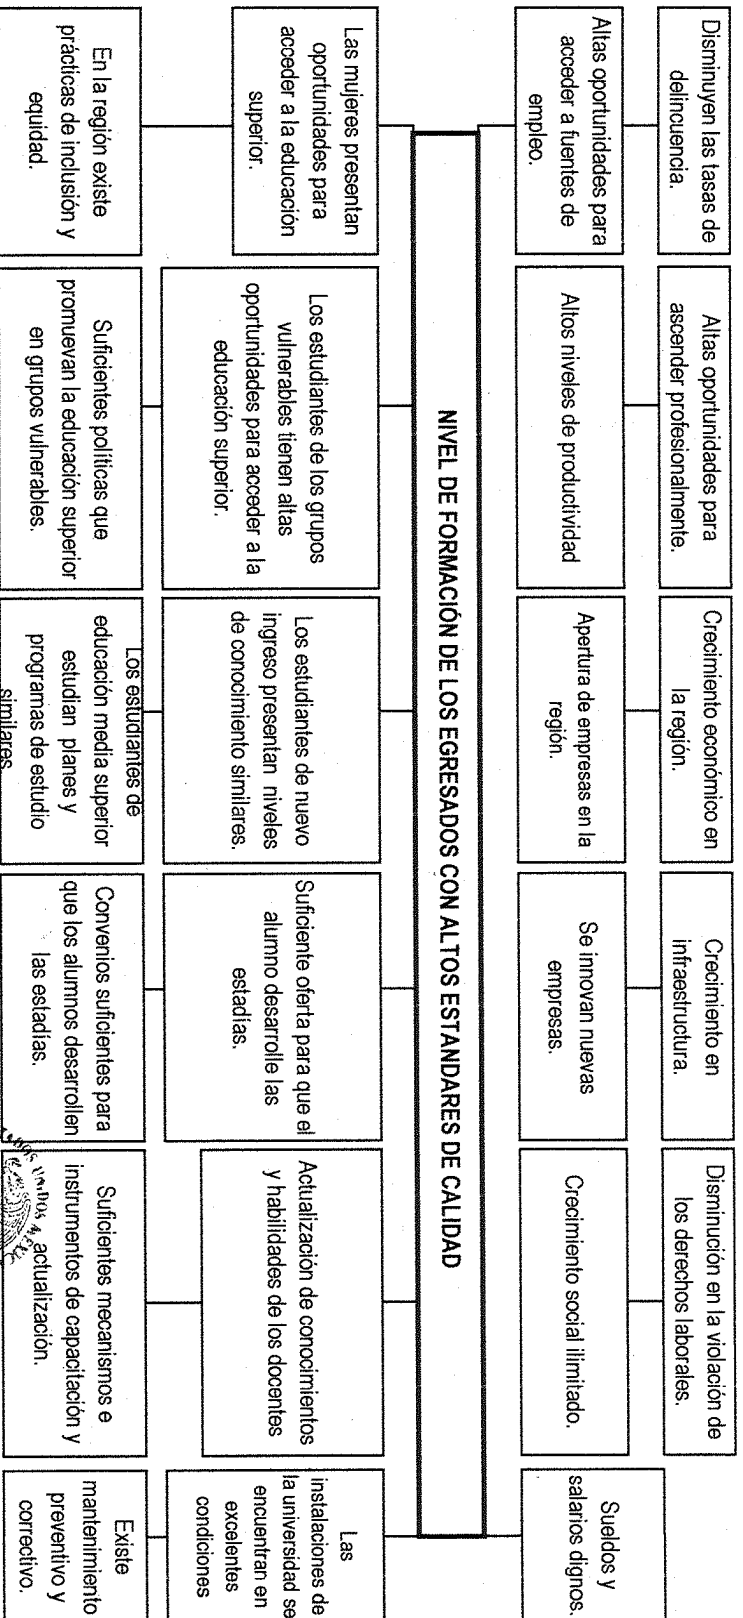 Disminuyen las tasas de
delincuencia.
Altas oportunidades para
ascender profesionalmente.
Crecimiento económico en
la región.
Crecimiento en
infraestructura.
Disminución en la violación de
los derechos laborales.
Altas oportunidades para
acceder a fuentes de
empleo.
Altos niveles de productividad
Apertura de empresas en la
región.
Se innovan nuevas
empresas.
Crecimiento social ilimitado.
Sueldos y
salarios dignos
NIVEL DE FORMACIÓN DE LOS EGRESADOS CON ALTOS ESTANDARES DE CALIDAD
Las mujeres presentan
oportunidades para
acceder a la educación
superior.
Los estudiantes de los grupos
vulnerables tienen altas
oportunidades para acceder a la
educación superior.
Los estudiantes de nuevo
ingreso presentan niveles
de conocimiento similares.
Suficiente oferta para que el
alumno desarrolle las
estadías.
Actualización de conocimientos
y habilidades de los docentes
Las
instalaciones de
la universidad se
encuentran en
excelentes
condiciones
En la región existe
prácticas de inclusión y
equidad.
Suficientes políticas que
promuevan la educación superior
en grupos vulnerables.
Los estudiantes de
educación media superior
estudian planes y
programas de estudio
similares
Convenios suficientes para
que los alumnos desarrollen
las estadías.
Suficientes mecanismos e
instrumentos de capacitación y
actualización.
Existe
mantenimiento
preventivo y
correctivo.
UNIDOS